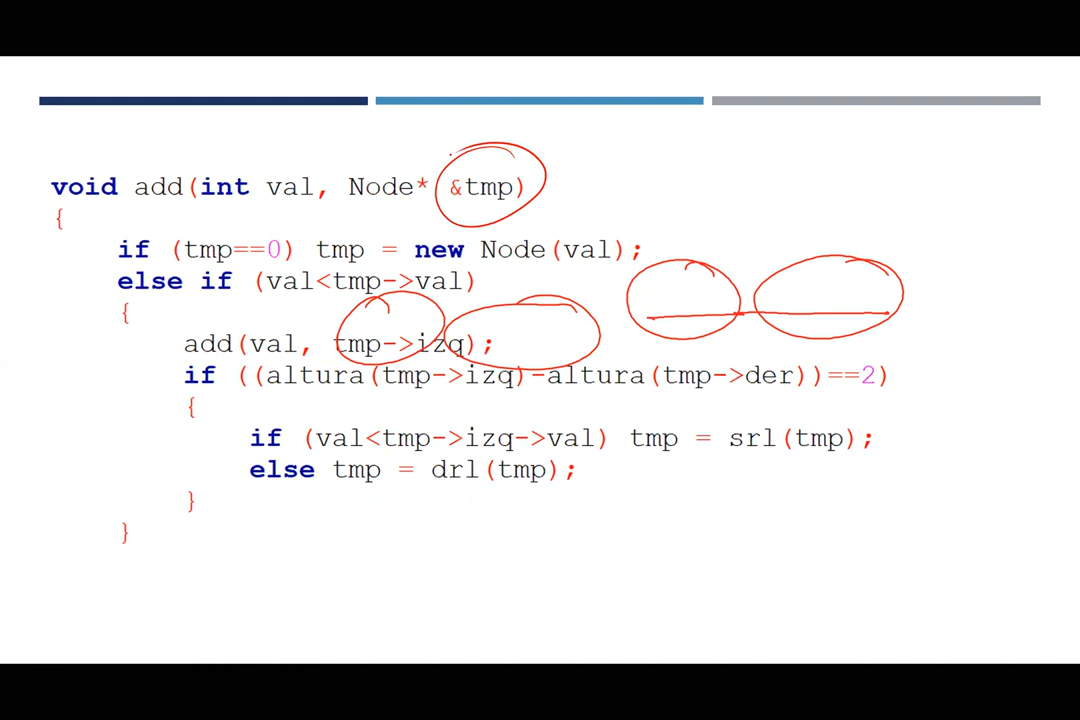 void add(int val, Node* &tmp)
{
if (tmp==0) tmp = new Node(val);
else if (val<tmp->val)
{
add(val, tmp->izq);
if ((altura(tmp->izq)-altura(tmp->der))==2)
{
if (val<tmp->izq->val) tmp = srl(tmp);
else tmp = drl(tmp);
}
}